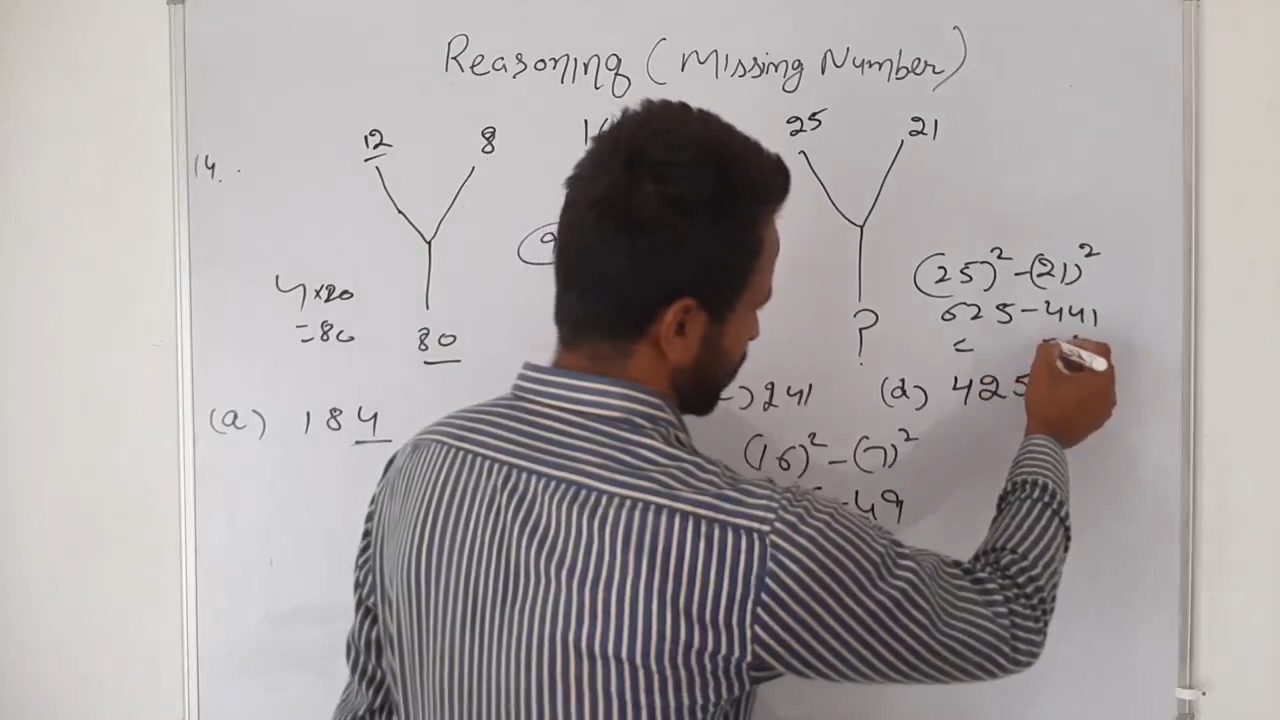 Reasoning (Missing Number)
14.
12 8
25 21
4 x 20
= 80
80
?
(25)² - (21)²
625 - 441
=
(a) 184
241
(d) 425
(16)² - (7)²
- 49